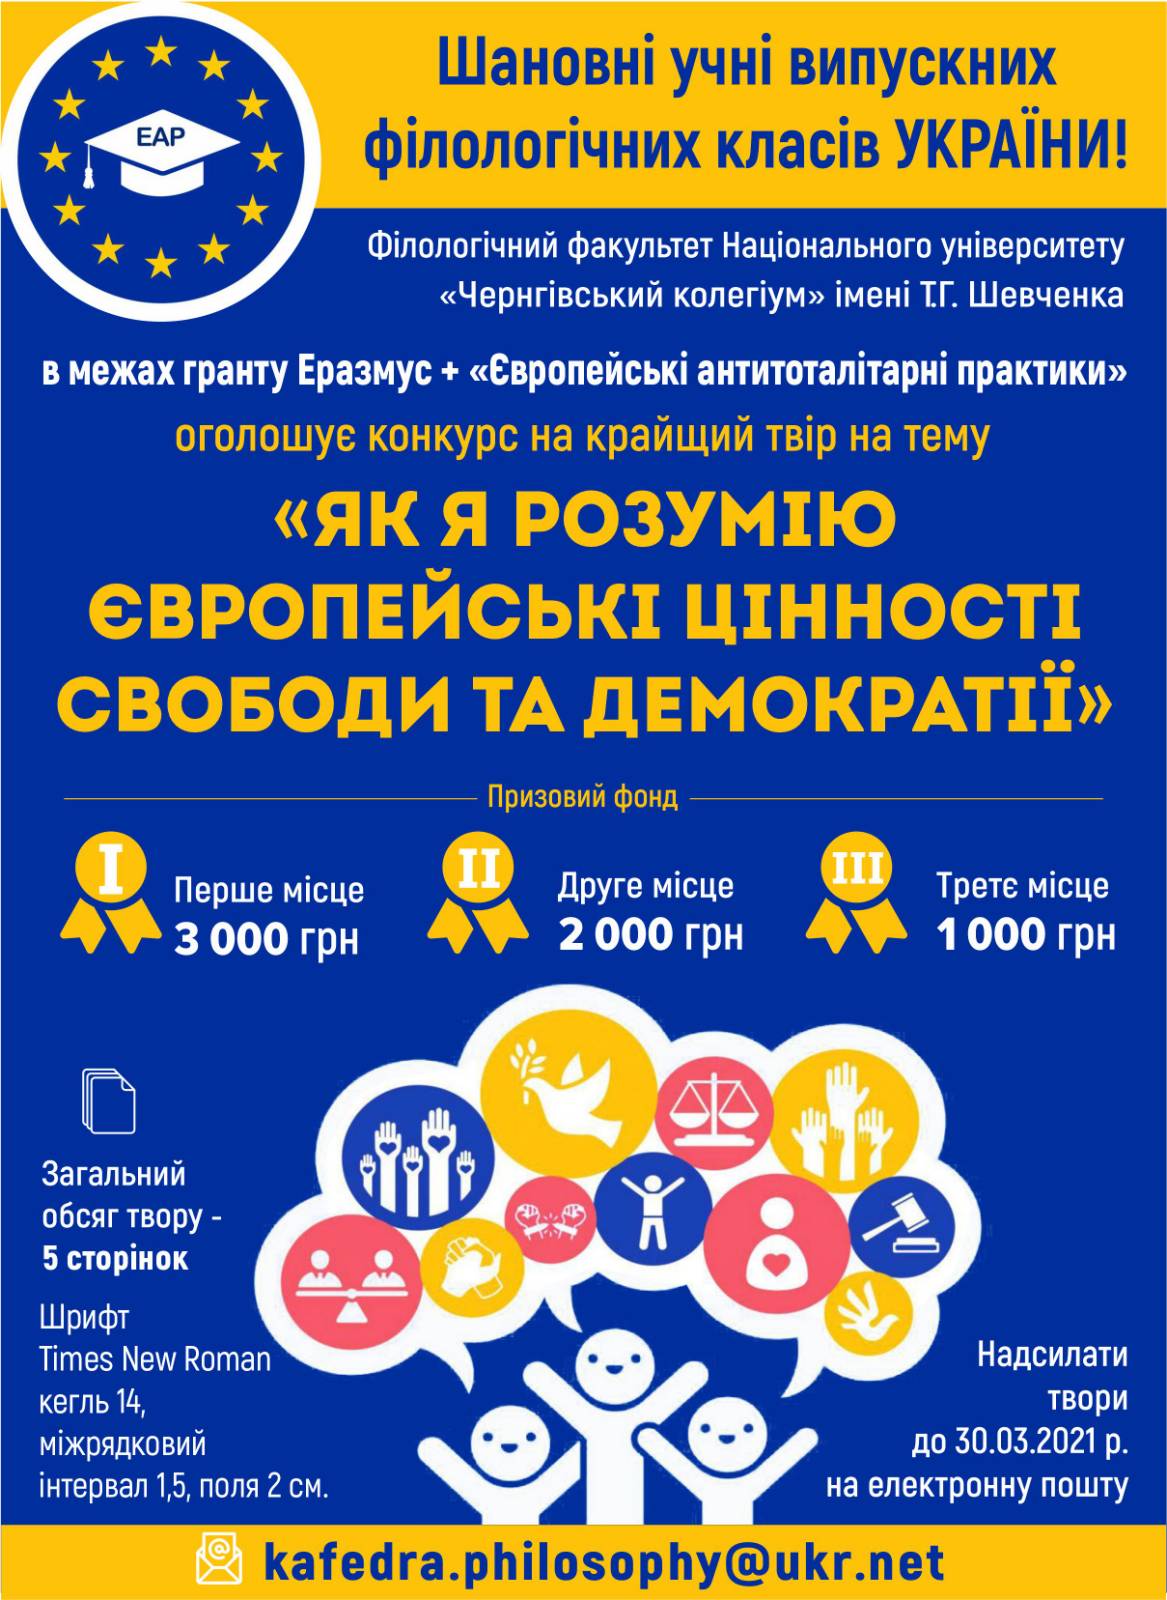 EAP
Шановні учні випускних
філологічних класів УКРАЇНИ!
Філологічний факультет Національного університету
«Чернгівський колегіум» імені Т.Г. Шевченка
в межах гранту Еразмус + «Європейські антитоталітарні практики»
оголошує конкурс на крайщий твір на тему
«ЯК Я РОЗУМІЮ
ЄВРОПЕЙСЬКІ ЦІННОСТІ
СВОБОДИ ТА ДЕМОКРАТІЇ»
Призовий фонд
I
Перше місце
3 000 грн
II
Друге місце
2 000 грн
III
Третє місце
1 000 грн
Загальний
обсяг твору -
5 сторінок
Шрифт
Times New Roman
кегль 14,
міжрядковий
інтервал 1,5, поля 2 см.
Надсилати
твори
до 30.03.2021 р.
на електронну пошту
@ kafedra.philosophy@ukr.net